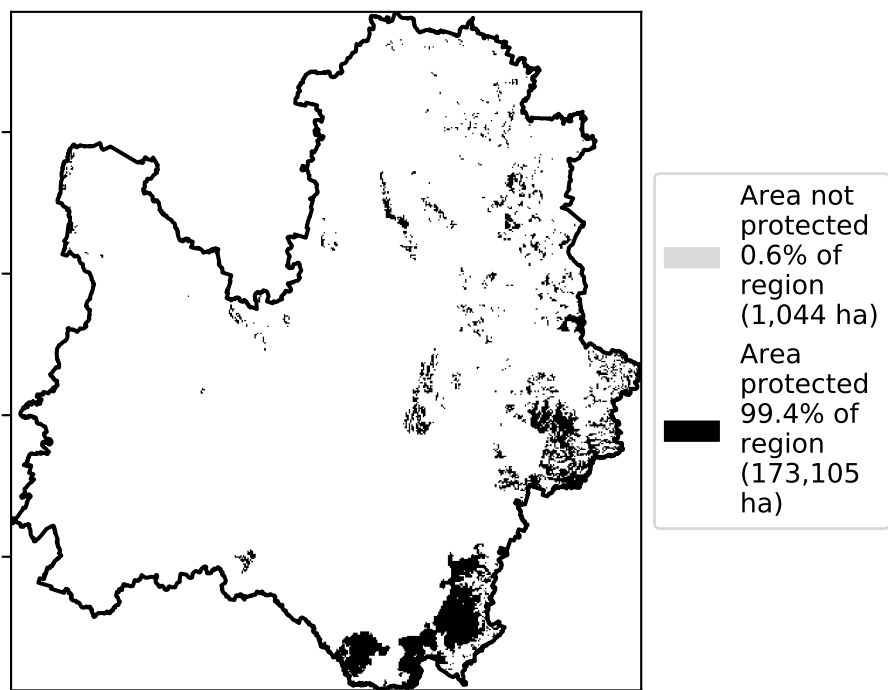 Area not
protected
0.6% of
region
(1,044 ha)
Area
protected
99.4% of
region
(173,105
ha)